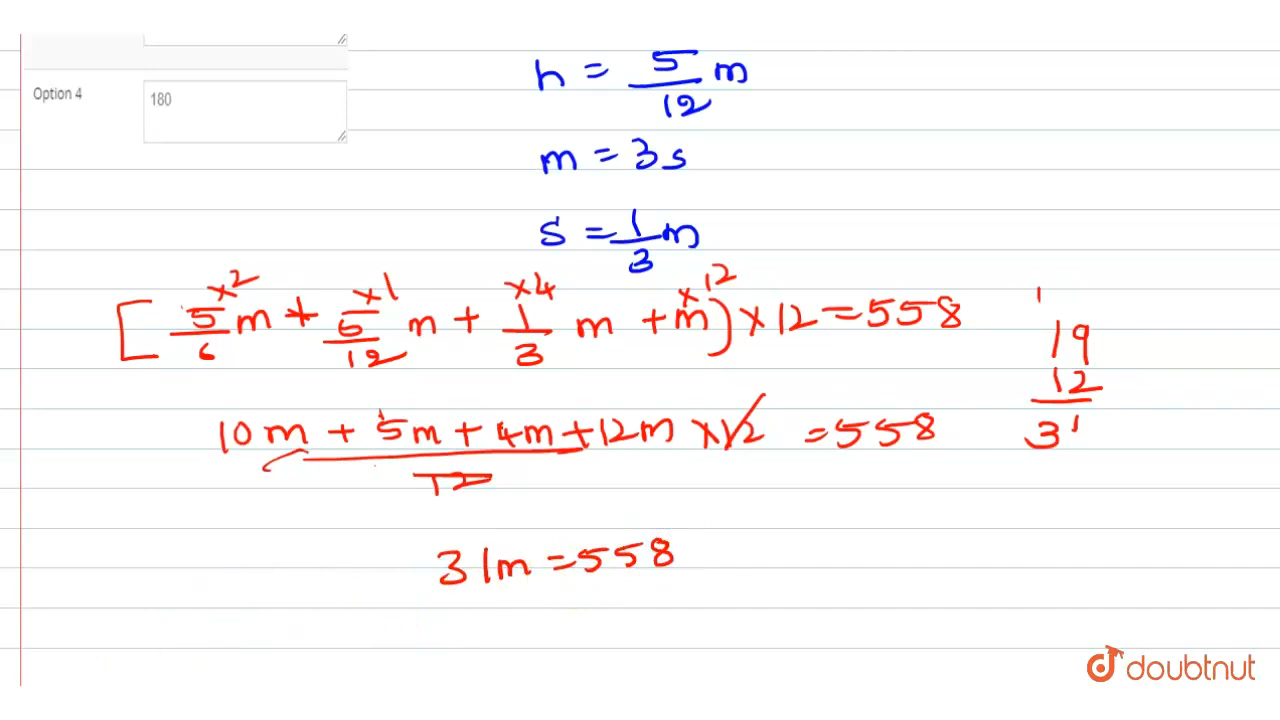 h = 5/12 m
Option 4
180
m = 3s
s = 1/3 m
×2 ×1 ×4 ×12
[5/6 m + 5/12 m + 1/3 m + m) × 12 = 558
1
19
12
31
10m + 5m + 4m + 12m × 12 = 558
12
31m = 558
doubtnut